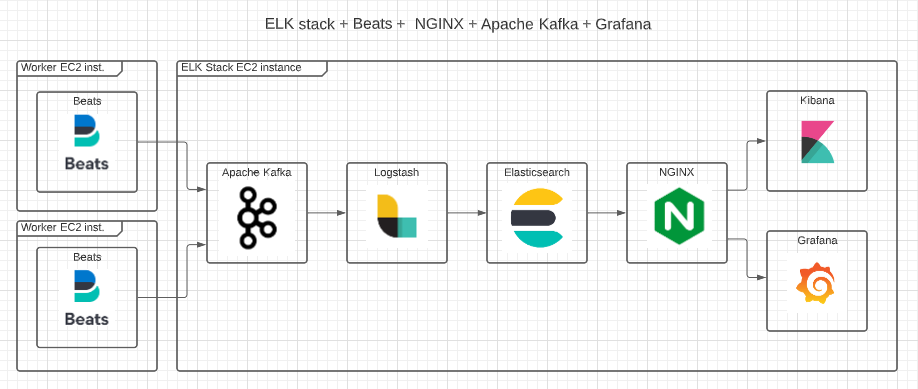 ELK stack + Beats + NGINX + Apache Kafka + Grafana
Worker EC2 inst.
Beats
Beats
Worker EC2 inst.
Beats
Beats
ELK Stack EC2 instance
Apache Kafka
Logstash
Elasticsearch
NGINX
N
Kibana
Grafana